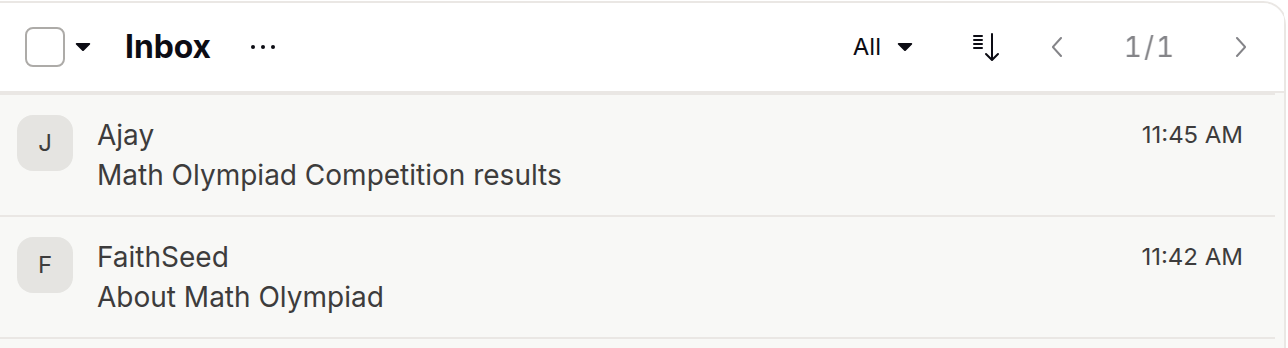 Inbox ... All 1/1
J Ajay 11:45 AM
Math Olympiad Competition results
F FaithSeed 11:42 AM
About Math Olympiad